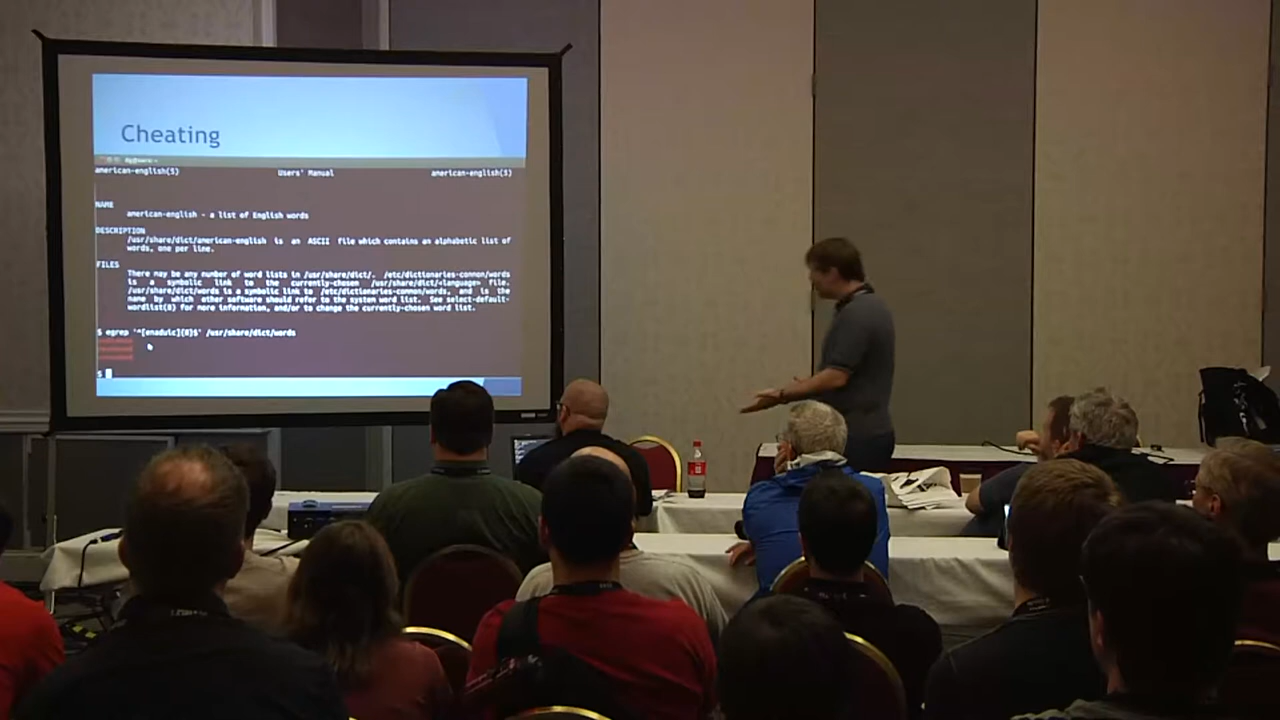 Cheating
american-english(5) Users' Manual american-english(5)
NAME
american-english - a list of English words
DESCRIPTION
/usr/share/dict/american-english is an ASCII file which contains an alphabetic list of
words, one per line.
FILES
There may be any number of word lists in /usr/share/dict/. /etc/dictionaries-common/words
is a symbolic link to the currently-chosen /usr/share/dict/<language> file.
/usr/share/dict/words is a symbolic link to /etc/dictionaries-common/words, and is the
name by which other software should refer to the system word list. See select-default-
wordlist(8) for more information, and/or to change the currently-chosen word list.
$ egrep '^[enadulc]{8}$' /usr/share/dict/words
$